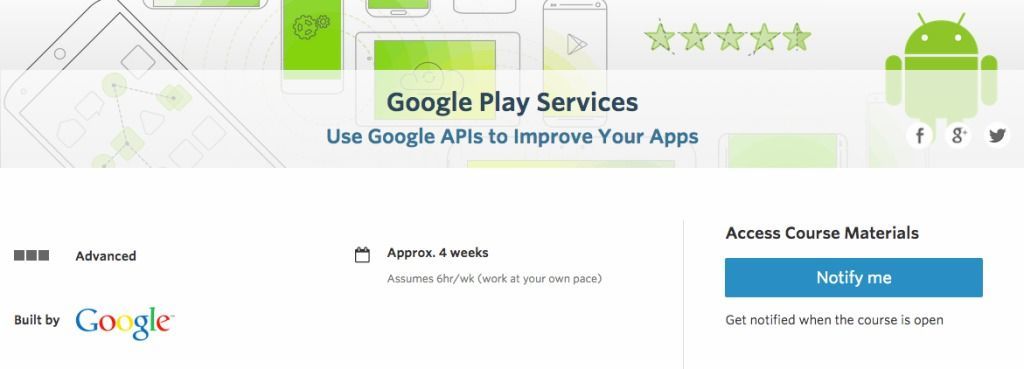 Google Play Services
Use Google APIs to Improve Your Apps
Advanced
Approx. 4 weeks
Assumes 6hr/wk (work at your own pace)
Built by Google™
Access Course Materials
Notify me
Get notified when the course is open